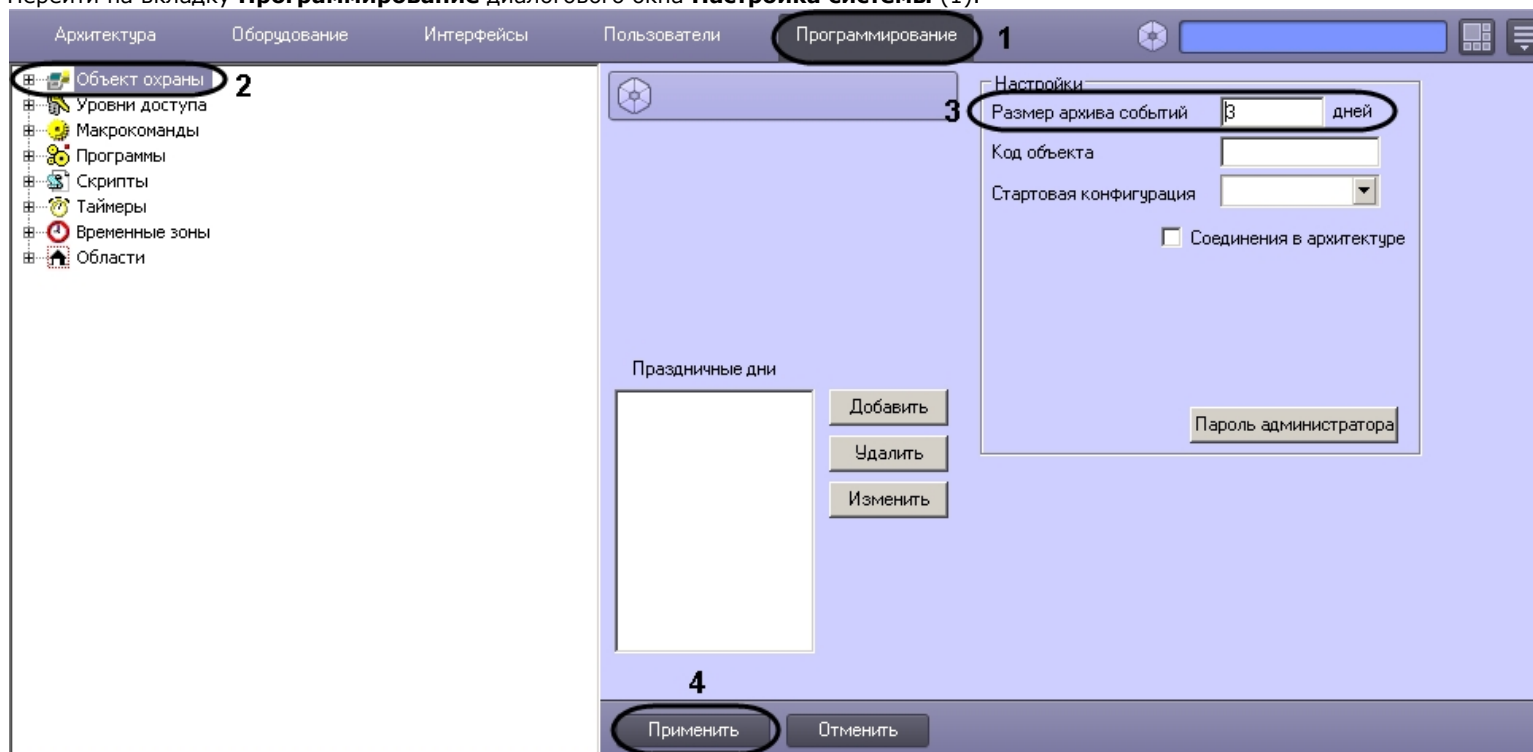 Перейти на вкладку Программирование диалогового окна Настройка системы (1).
Архитектура Оборудование Интерфейсы Пользователи Программирование 1
Объект охраны 2
Уровни доступа
Макрокоманды
Программы
Скрипты
Таймеры
Временные зоны
Области
Настройки
3 Размер архива событий 3 дней
Код объекта
Стартовая конфигурация
Соединения в архитектуре
Пароль администратора
Праздничные дни
Добавить
Удалить
Изменить
4
Применить Отменить